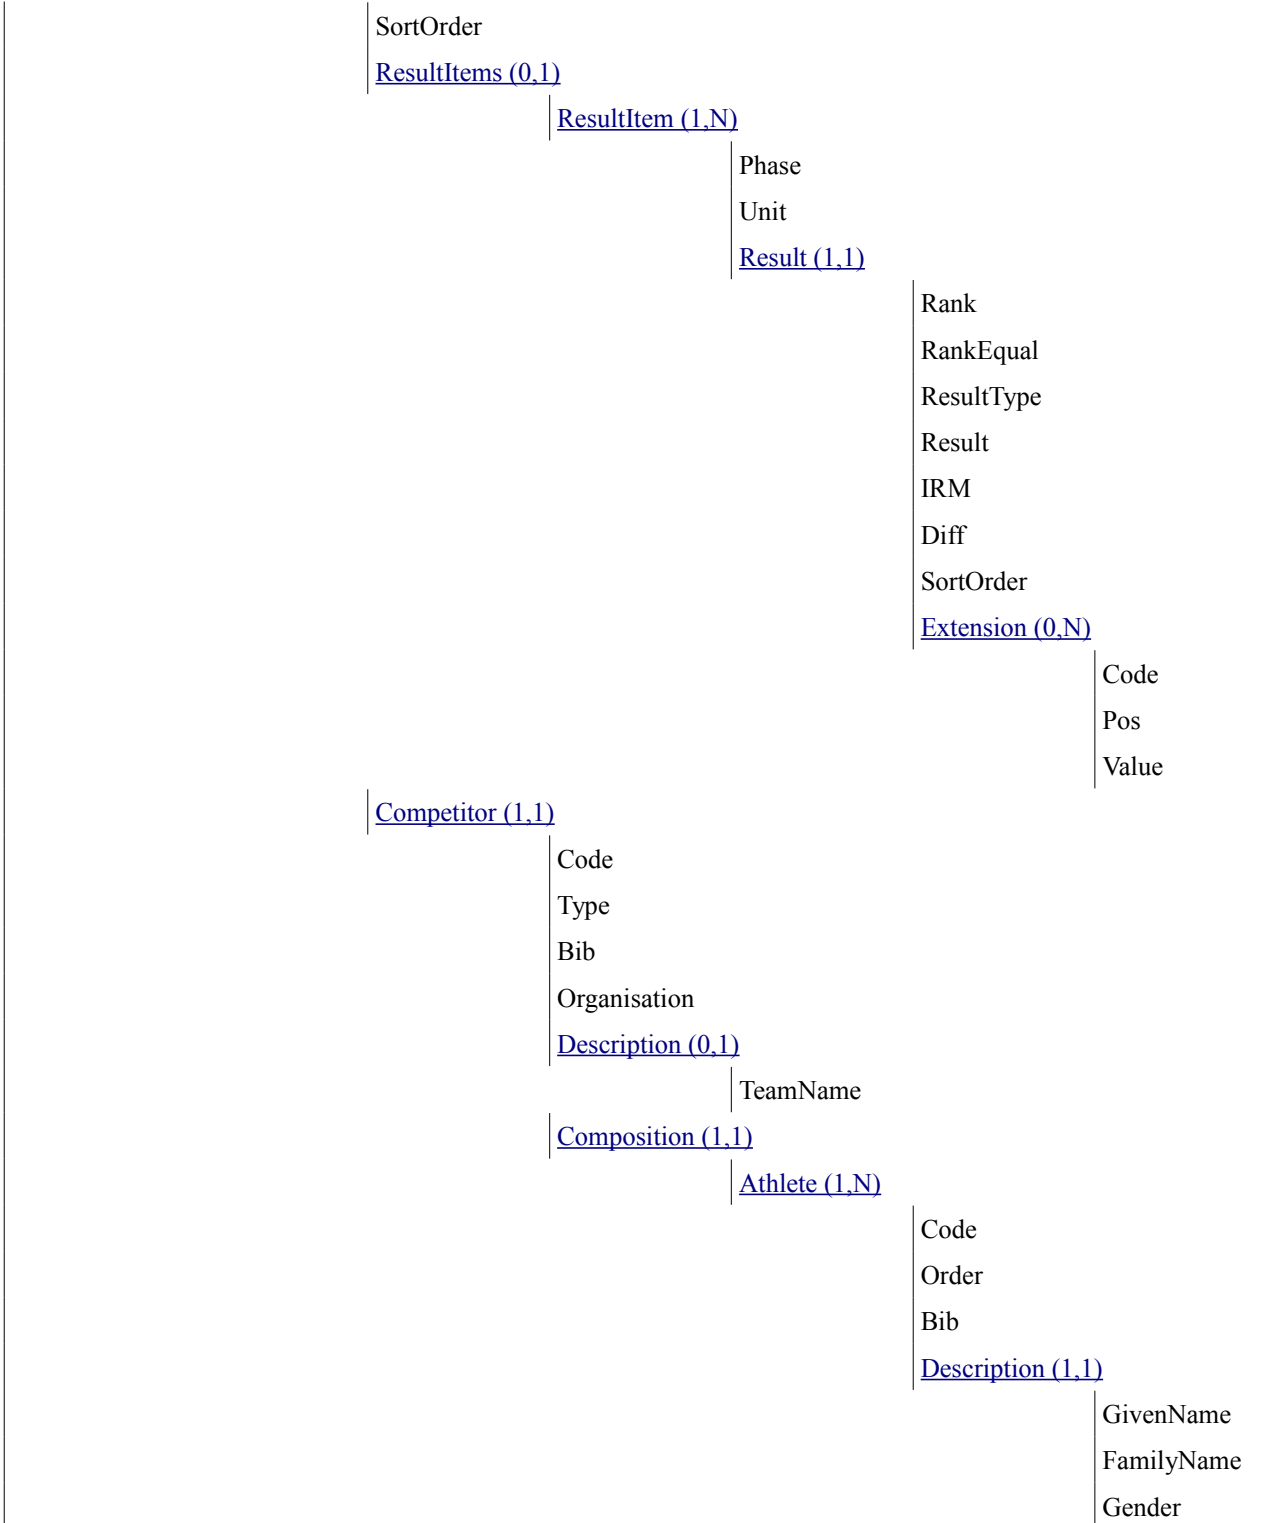 SortOrder
ResultItems (0,1)
ResultItem (1,N)
Phase
Unit
Result (1,1)
Rank
RankEqual
ResultType
Result
IRM
Diff
SortOrder
Extension (0,N)
Code
Pos
Value
Competitor (1,1)
Code
Type
Bib
Organisation
Description (0,1)
TeamName
Composition (1,1)
Athlete (1,N)
Code
Order
Bib
Description (1,1)
GivenName
FamilyName
Gender